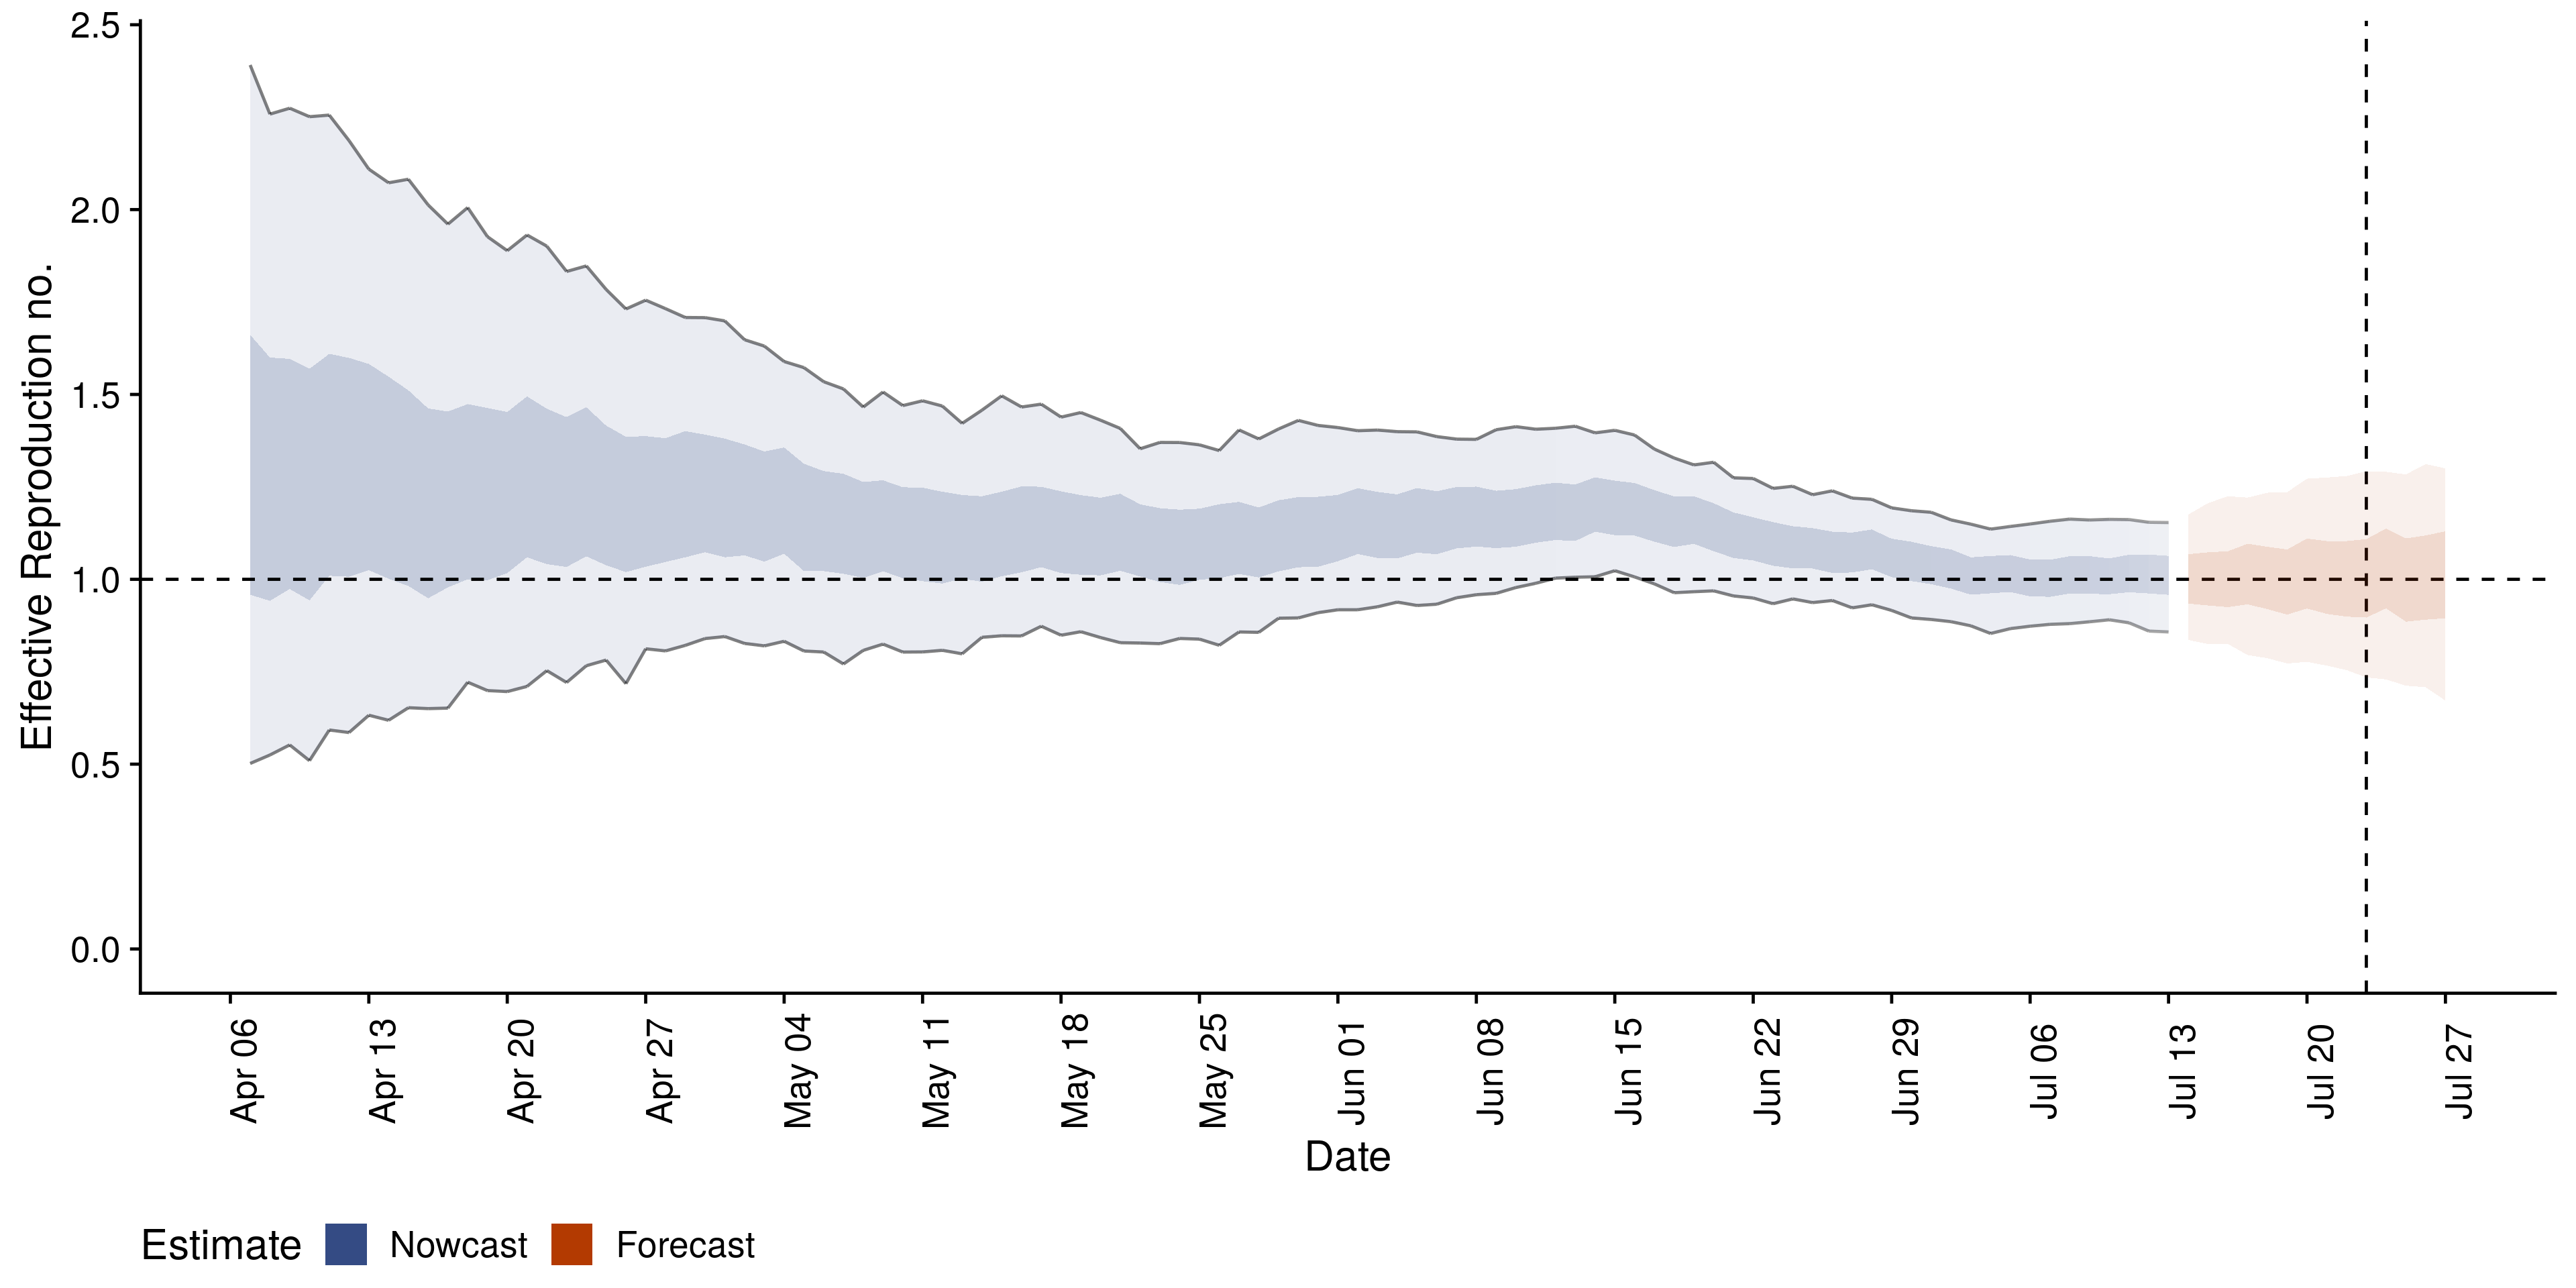 Effective Reproduction no.
2.5
2.0
1.5
1.0
0.5
0.0
Apr 06
Apr 13
Apr 20
Apr 27
May 04
May 11
May 18
May 25
Jun 01
Jun 08
Jun 15
Jun 22
Jun 29
Jul 06
Jul 13
Jul 20
Jul 27
Date
Estimate Nowcast Forecast